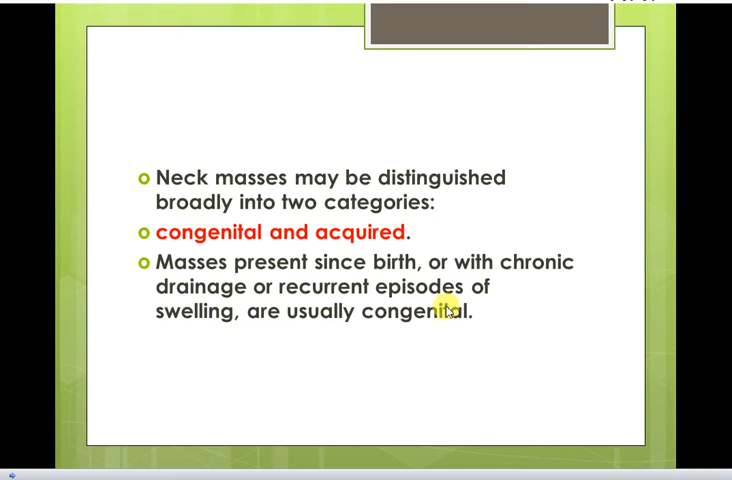 Neck masses may be distinguished
broadly into two categories:
congenital and acquired.
Masses present since birth, or with chronic
drainage or recurrent episodes of
swelling, are usually congenital.